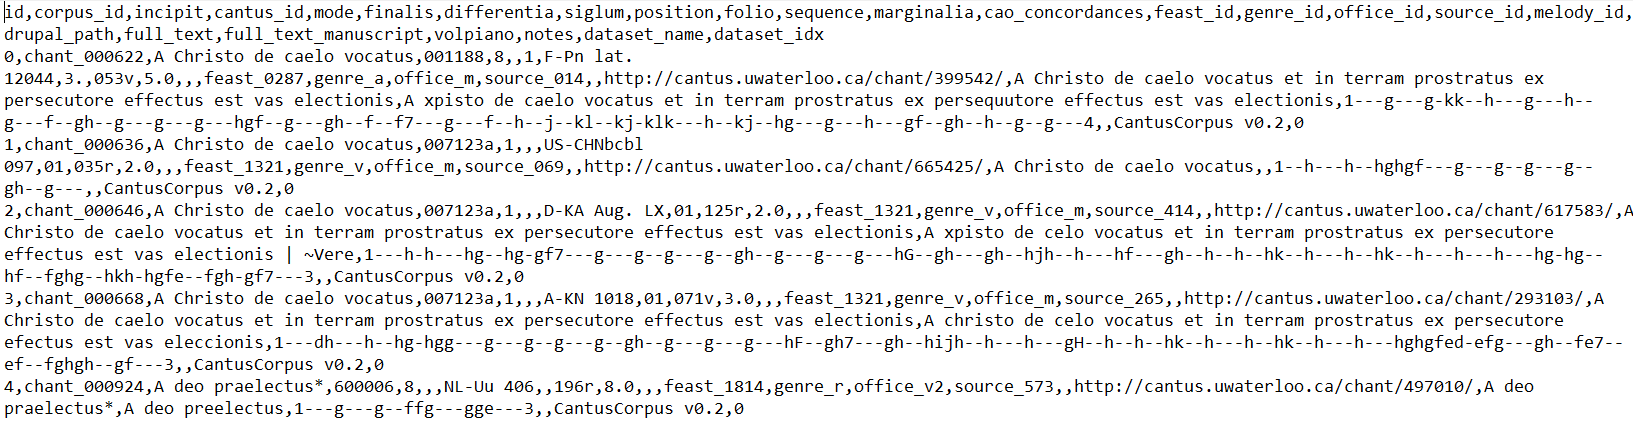 id,corpus_id,incipit,cantus_id,mode,finalis,differentia,siglum,position,folio,sequence,marginalia,cao_concordances,feast_id,genre_id,office_id,source_id,melody_id,
drupal_path,full_text,full_text_manuscript,volpiano,notes,dataset_name,dataset_idx
0,chant_000622,A Christo de caelo vocatus,001188,8,,1,F-Pn lat.
12044,3.,053v,5.0,,,feast_0287,genre_a,office_m,source_014,,http://cantus.uwaterloo.ca/chant/399542/,A Christo de caelo vocatus et in terram prostratus ex
persecutore effectus est vas electionis,A xpisto de caelo vocatus et in terram prostratus ex persequutore effectus est vas electionis,1---g---g-kk--h---g---h--
g---f--gh--g---g---g---hgf--g---gh--f--f7---g---f--h--j--kl--kj-klk---h--kj--hg---g---h---gf--gh--h--g--g---4,,CantusCorpus v0.2,0
1,chant_000636,A Christo de caelo vocatus,007123a,1,,,US-CHNbcbl
097,01,035r,2.0,,,feast_1321,genre_v,office_m,source_069,,http://cantus.uwaterloo.ca/chant/665425/,A Christo de caelo vocatus,,1--h---h--hghgf---g---g--g---g--
gh--g---,,CantusCorpus v0.2,0
2,chant_000646,A Christo de caelo vocatus,007123a,1,,,D-KA Aug. LX,01,125r,2.0,,,feast_1321,genre_v,office_m,source_414,,http://cantus.uwaterloo.ca/chant/617583/,A
Christo de caelo vocatus et in terram prostratus ex persecutore effectus est vas electionis,A xpisto de celo vocatus et in terram prostratus ex persecutore
effectus est vas electionis | ~Vere,1---h-h---hg--hg-gf7---g---g--g---g--gh--g---g---g---hG--gh---gh--hjh--h---hf---gh--h--h--hk--h---h--hk--h---h---h---hg-hg--
hf--fghg--hkh-hgfe--fgh-gf7---3,,CantusCorpus v0.2,0
3,chant_000668,A Christo de caelo vocatus,007123a,1,,,A-KN 1018,01,071v,3.0,,,feast_1321,genre_v,office_m,source_265,,http://cantus.uwaterloo.ca/chant/293103/,A
Christo de caelo vocatus et in terram prostratus ex persecutore effectus est vas electionis,A christo de celo vocatus et in terram prostratus ex persecutore
efectus est vas eleccionis,1---dh---h--hg-hgg---g---g--g---g--gh--g---g---g---hF--gh7---gh--hijh--h---h---gH--h--h--hk--h---h--hk--h---h---hghgfed-efg---gh--fe7--
ef--fghgh--gf---3,,CantusCorpus v0.2,0
4,chant_000924,A deo praelectus*,600006,8,,,NL-Uu 406,,196r,8.0,,,feast_1814,genre_r,office_v2,source_573,,http://cantus.uwaterloo.ca/chant/497010/,A deo
praelectus*,A deo preelectus,1---g---g--ffg---gge---3,,CantusCorpus v0.2,0